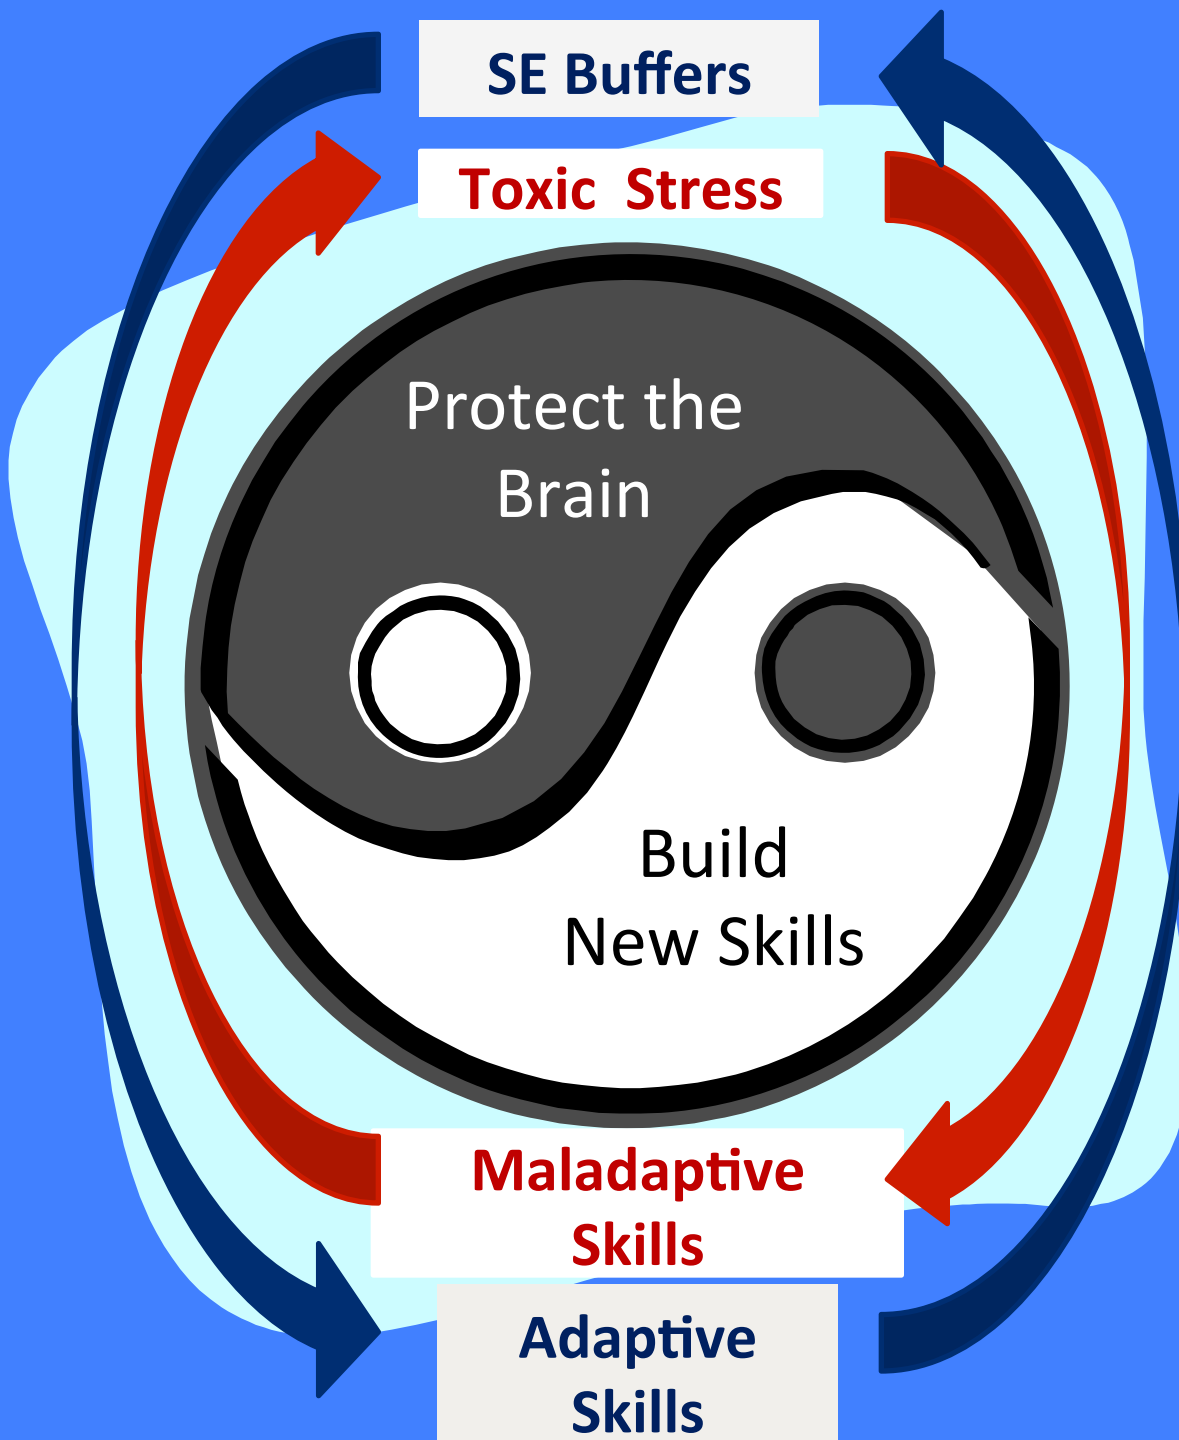 SE Buffers
Toxic  Stress
Protect the
Brain
Build
New Skills
Maladaptive
Skills
Adaptive
Skills